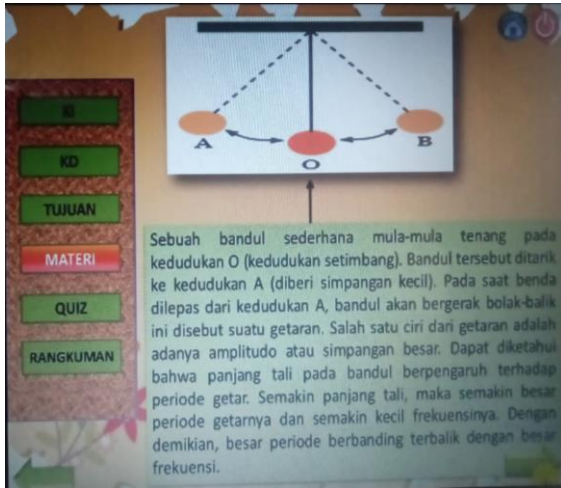 A
B
O
KI
KD
TUJUAN
MATERI
QUIZ
RANGKUMAN
Sebuah bandul sederhana mula-mula tenang pada
kedudukan O (kedudukan setimbang). Bandul tersebut ditarik
ke kedudukan A (diberi simpangan kecil). Pada saat benda
dilepas dari kedudukan A, bandul akan bergerak bolak-balik
ini disebut suatu getaran. Salah satu ciri dari getaran adalah
adanya amplitudo atau simpangan besar. Dapat diketahui
bahwa panjang tali pada bandul berpengaruh terhadap
periode getar. Semakin panjang tali, maka semakin besar
periode getarnya dan semakin kecil frekuensinya. Dengan
demikian, besar periode berbanding terbalik dengan besar
frekuensi.